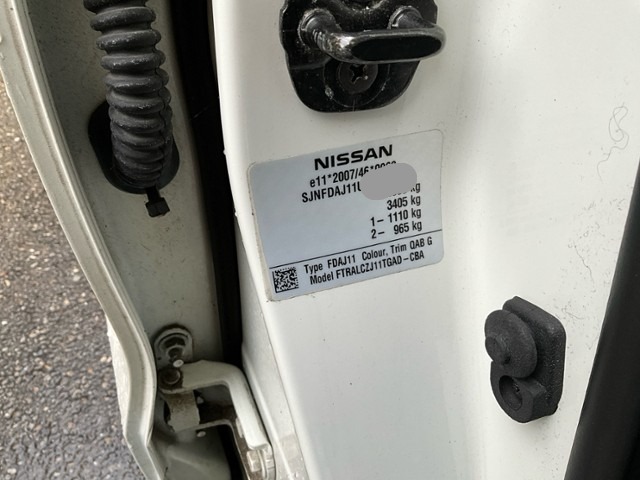 NISSAN
e11*2007/46*
SJNFDAJ11U
kg
3405 kg
1– 1110 kg
2– 965 kg
Type FDAJ11 Colour, Trim QAB G
Model FTRALCZJ11TGAD–CBA